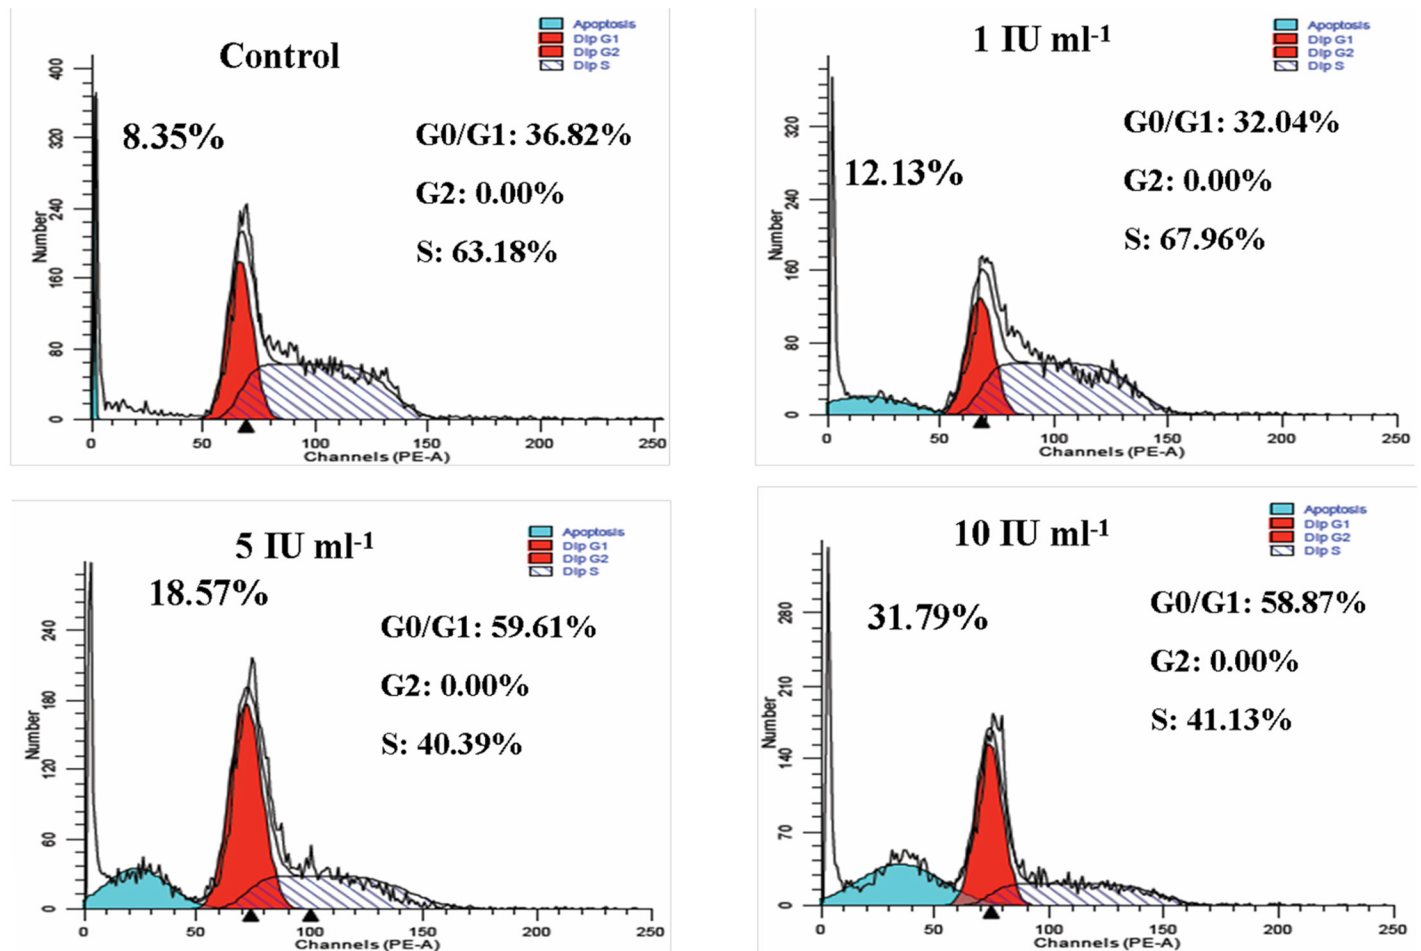 Control
Apoptosis
Dip G1
Dip G2
Dip S
8.35%
G0/G1: 36.82%
G2: 0.00%
S: 63.18%
Number
400
320
240
160
80
0
0 50 100 150 200 250
Channels (PE-A)
1 IU ml-1
Apoptosis
Dip G1
Dip G2
Dip S
12.13%
G0/G1: 32.04%
G2: 0.00%
S: 67.96%
Number
320
240
160
80
0
0 50 100 150 200 250
Channels (PE-A)
5 IU ml-1
Apoptosis
Dip G1
Dip G2
Dip S
18.57%
G0/G1: 59.61%
G2: 0.00%
S: 40.39%
Number
240
180
120
60
0
0 50 100 150 200 250
Channels (PE-A)
10 IU ml-1
Apoptosis
Dip G1
Dip G2
Dip S
31.79%
G0/G1: 58.87%
G2: 0.00%
S: 41.13%
Number
280
210
140
70
0
0 50 100 150 200 250
Channels (PE-A)